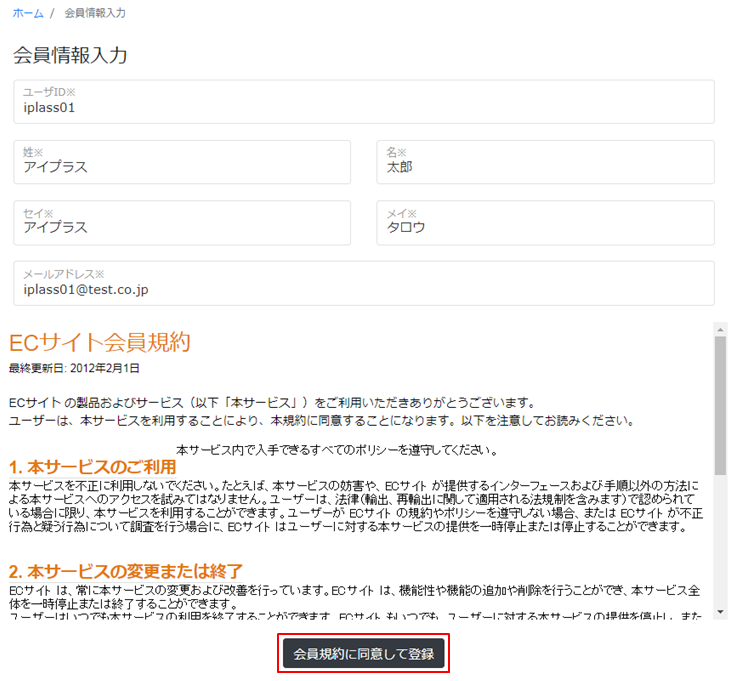 ホーム / 会員情報入力
会員情報入力
ユーザID※
iplass01
姓※
アイプラス
名※
太郎
セイ※
アイプラス
メイ※
タロウ
メールアドレス※
iplass01@test.co.jp
ECサイト会員規約
最終更新日: 2012年2月1日
ECサイト の製品およびサービス（以下「本サービス」）をご利用いただきありがとうございます。
ユーザーは、本サービスを利用することにより、本規約に同意することになります。以下を注意してお読みください。
本サービス内で入手できるすべてのポリシーを遵守してください。
1. 本サービスのご利用
本サービスを不正に利用しないでください。たとえば、本サービスの妨害や、ECサイト が提供するインターフェースおよび手順以外の方法に
よる本サービスへのアクセスを試みてはなりません。ユーザーは、法律（輸出、再輸出に関して適用される法規制を含みます）で認められて
いる場合に限り、本サービスを利用することができます。ユーザーが ECサイト の規約やポリシーを遵守しない場合、または ECサイト が不正
行為と疑う行為について調査を行う場合に、ECサイト はユーザーに対する本サービスの提供を一時停止または停止することができます。
2. 本サービスの変更または終了
ECサイト は、常に本サービスの変更および改善を行っています。ECサイト は、機能性や機能の追加や削除を行うことができ、本サービス全
体を一時停止または終了することができます。
ユーザーはいつでも本サービスの利用を終了することができます。ECサイト もいつでも、ユーザーに対する本サービスの提供を停止し、また
会員規約に同意して登録